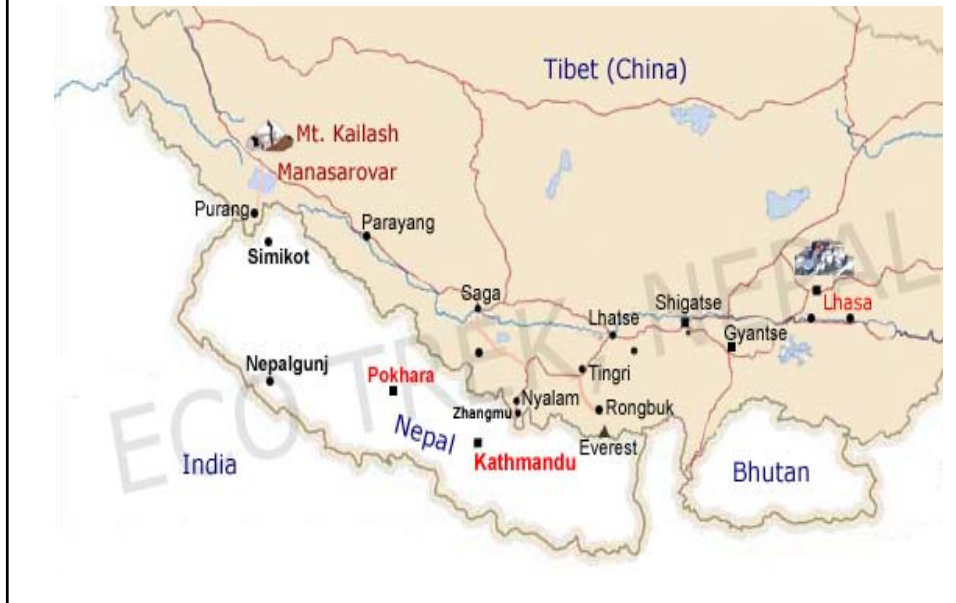 Tibet (China)
Mt. Kailash
Manasarovar
Purang
Parayang
Simikot
Saga
Shigatse
Lhasa
Lhatse
Gyantse
Nepalgunj
Pokhara
Tingri
Nyalam
Zhangmu
Rongbuk
Nepal
Everest
Kathmandu
India
Bhutan
ECO TREK, NEPAL